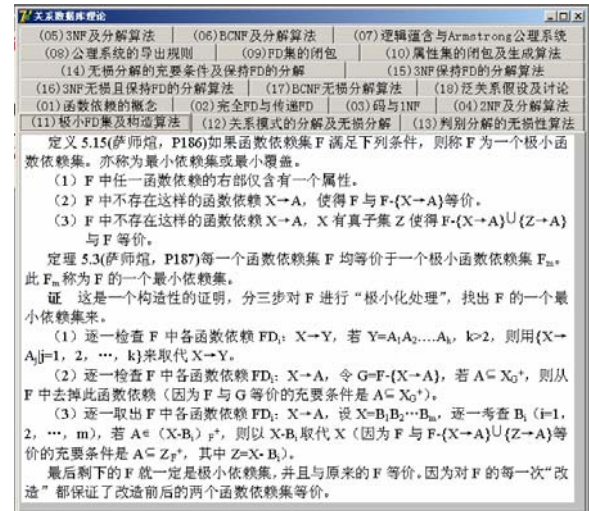 关系数据库理论
(05)3NF及分解算法
(06)BCNF及分解算法
(07)逻辑蕴含与Armstrong公理系统
(08)公理系统的导出规则
(09)FD集的闭包
(10)属性集的闭包及生成算法
(14)无损分解的充要条件及保持FD的分解
(15)3NF保持FD的分解算法
(16)3NF无损且保持FD的分解算法
(17)BCNF无损分解算法
(18)泛关系假设及讨论
(01)函数依赖的概念
(02)完全FD与传递FD
(03)码与1NF
(04)2NF及分解算法
(11)极小FD集及构造算法
(12)关系模式的分解及无损分解
(13)判别分解的无损性算法
定义 5.15(萨师煊，P186)如果函数依赖集 F 满足下列条件，则称 F 为一个极小函
数依赖集。亦称为最小依赖集或最小覆盖。
（1）F 中任一函数依赖的右部仅含有一个属性。
（2）F 中不存在这样的函数依赖 X→A，使得 F 与 F-{X→A}等价。
（3）F 中不存在这样的函数依赖 X→A，X 有真子集 Z 使得 F-{X→A}∪{Z→A}
与 F 等价。
定理 5.3(萨师煊，P187)每一个函数依赖集 F 均等价于一个极小函数依赖集 Fm。
此 Fm 称为 F 的一个最小依赖集。
证 这是一个构造性的证明，分三步对 F 进行“极小化处理”，找出 F 的一个最
小依赖集来。
（1）逐一检查 F 中各函数依赖 FDi：X→Y，若 Y=A1A2....Ak，k>2，则用{X→
Aj|j=1，2，…，k}来取代 X→Y。
（2）逐一检查 F 中各函数依赖 FDi：X→A，令 G=F-{X→A}，若 A⊆ XG+，则从
F 中去掉此函数依赖（因为 F 与 G 等价的充要条件是 A⊆ XG+）。
（3）逐一取出 F 中各函数依赖 FDi：X→A，设 X=B1B2…Bm，逐一考查 Bi（i=1，
2，…，m），若 A∈（X-Bi）F+，则以 X-Bi 取代 X（因为 F 与 F-{X→A}∪{Z→A}等
价的充要条件是 A⊆ ZF+，其中 Z=X- Bi）。
最后剩下的 F 就一定是极小依赖集，并且与原来的 F 等价。因为对 F 的每一次“改
造”都保证了改造前后的两个函数依赖集等价。